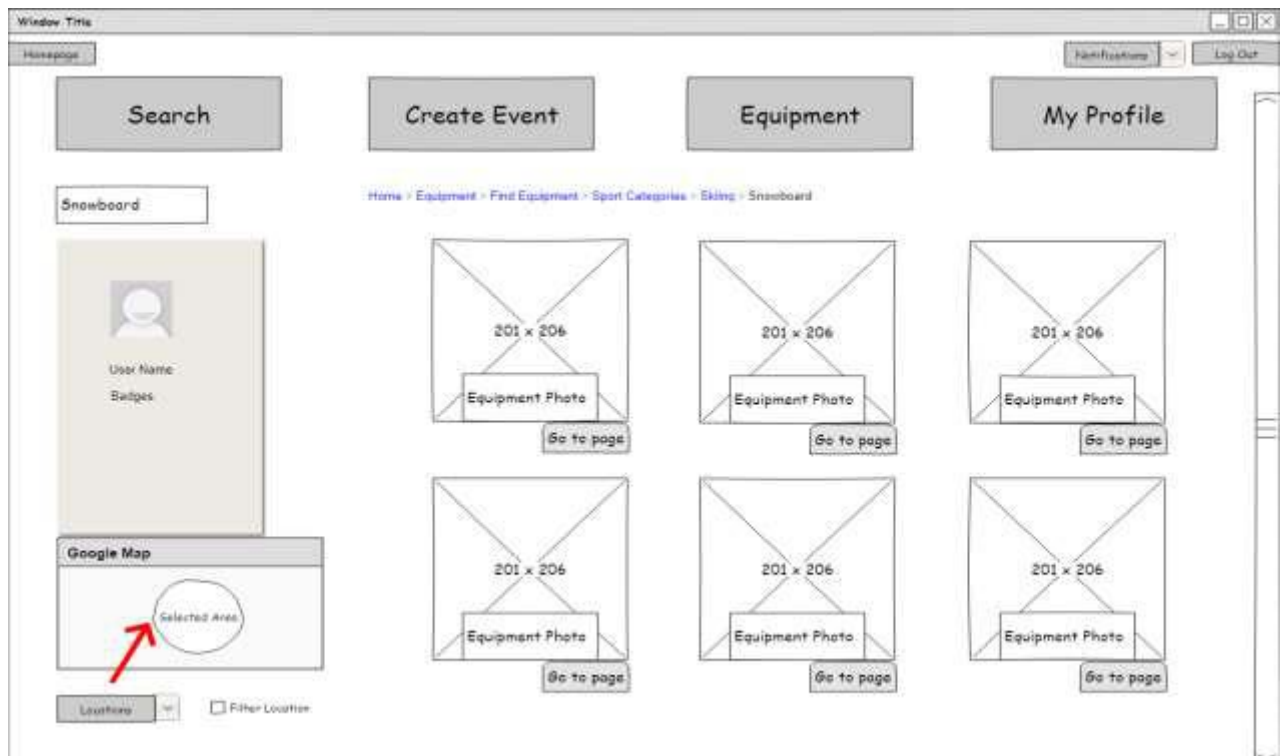 Window Title
Homepage
Notifications
Log Out
Search
Create Event
Equipment
My Profile
Snowboard
Home > Equipment > Find Equipment > Sport Categories > Skiing > Snowboard
User Name
Badges
201 x 206
201 x 206
201 x 206
Equipment Photo
Equipment Photo
Equipment Photo
Go to page
Go to page
Go to page
Google Map
Selected Area
201 x 206
201 x 206
201 x 206
Equipment Photo
Equipment Photo
Equipment Photo
Go to page
Go to page
Go to page
Locations
Filter Location